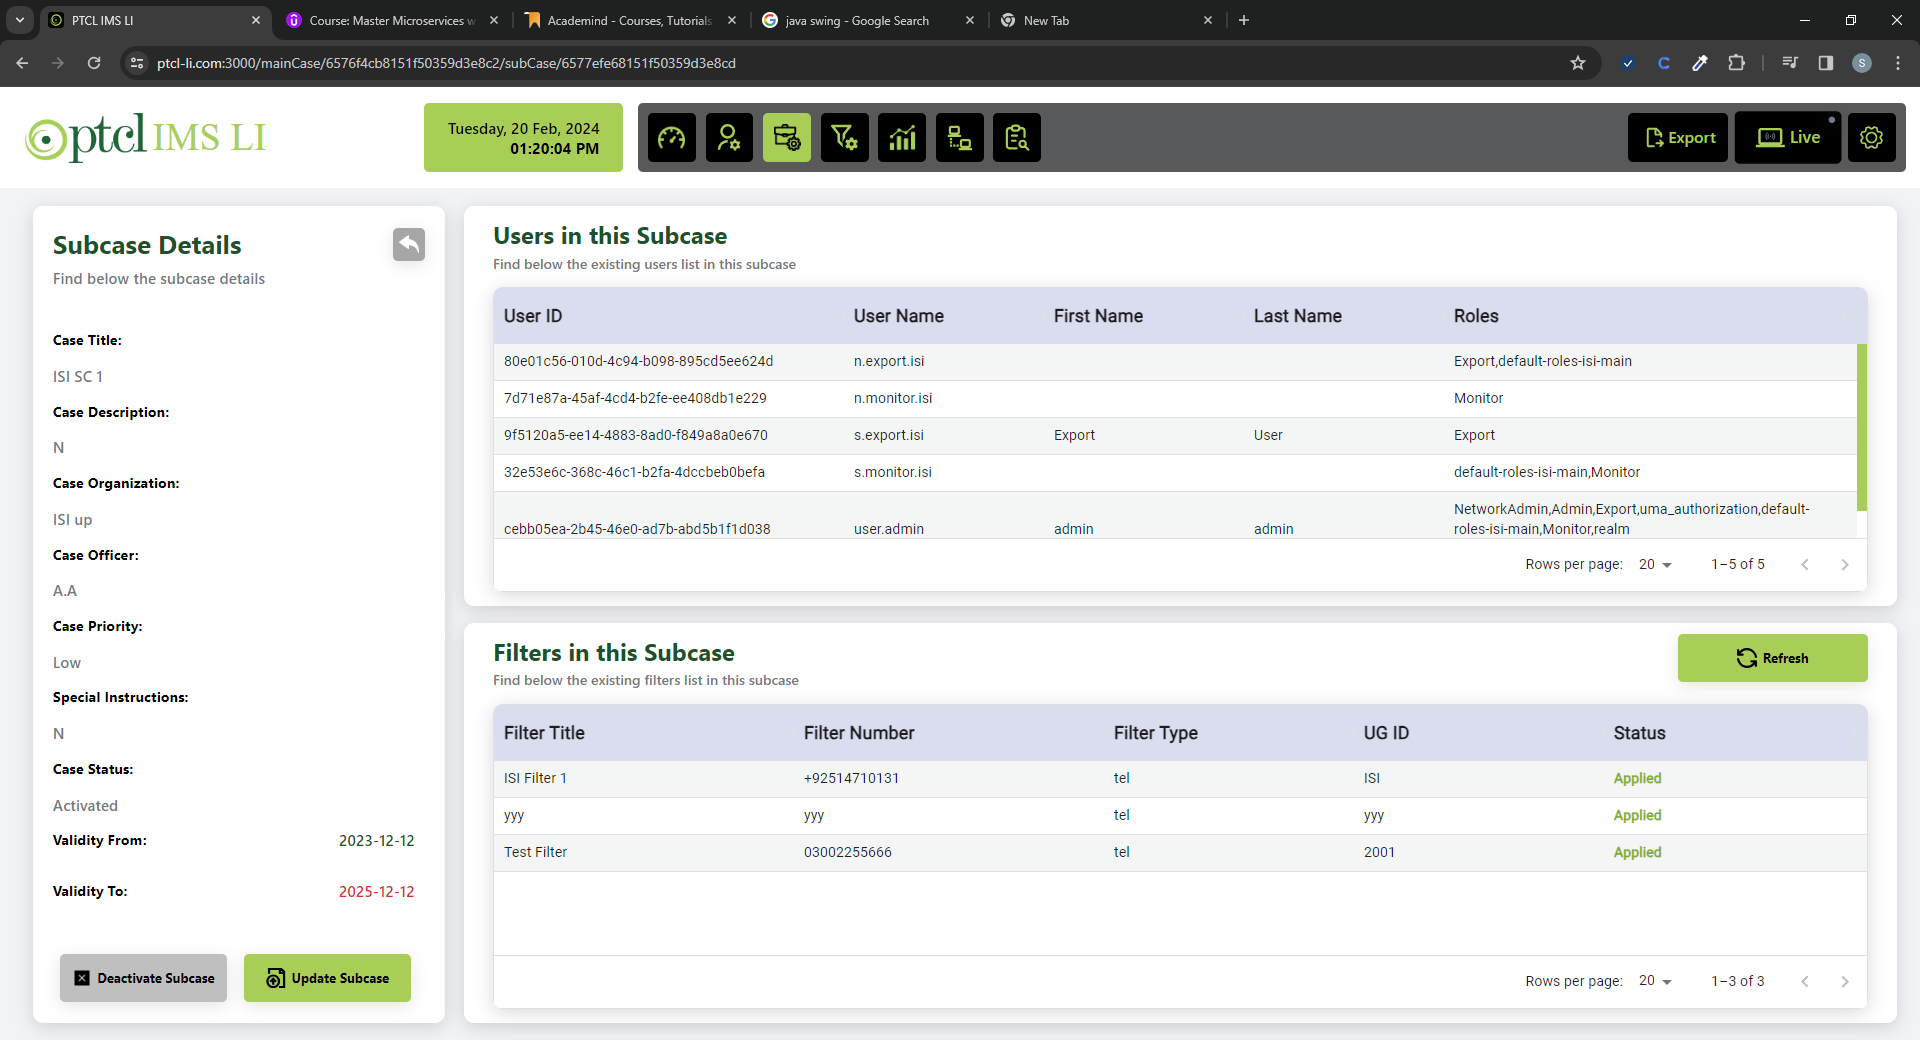 PTCL IMS LI
Course: Master Microservices w
Academind - Courses, Tutorials
java swing - Google Search
New Tab
ptcl-li.com:3000/mainCase/6576f4cb8151f50359d3e8c2/subCase/6577efe68151f50359d3e8cd
S
ptcl IMS LI
Tuesday, 20 Feb, 2024
01:20:04 PM
Export
Live
Subcase Details
Find below the subcase details
Case Title:
ISI SC 1
Case Description:
N
Case Organization:
ISI up
Case Officer:
A.A
Case Priority:
Low
Special Instructions:
N
Case Status:
Activated
Validity From: 2023-12-12
Validity To: 2025-12-12
Deactivate Subcase
Update Subcase
Users in this Subcase
Find below the existing users list in this subcase
User ID User Name First Name Last Name Roles
80e01c56-010d-4c94-b098-895cd5ee624d n.export.isi Export,default-roles-isi-main
7d71e87a-45af-4cd4-b2fe-ee408db1e229 n.monitor.isi Monitor
9f5120a5-ee14-4883-8ad0-f849a8a0e670 s.export.isi Export User Export
32e53e6c-368c-46c1-b2fa-4dccbeb0befa s.monitor.isi default-roles-isi-main,Monitor
NetworkAdmin,Admin,Export,uma_authorization,default-
cebb05ea-2b45-46e0-ad7b-abd5b1f1d038 user.admin admin admin roles-isi-main,Monitor,realm
Rows per page: 20 1–5 of 5
Filters in this Subcase
Find below the existing filters list in this subcase
Refresh
Filter Title Filter Number Filter Type UG ID Status
ISI Filter 1 +92514710131 tel ISI Applied
yyy yyy tel yyy Applied
Test Filter 03002255666 tel 2001 Applied
Rows per page: 20 1–3 of 3